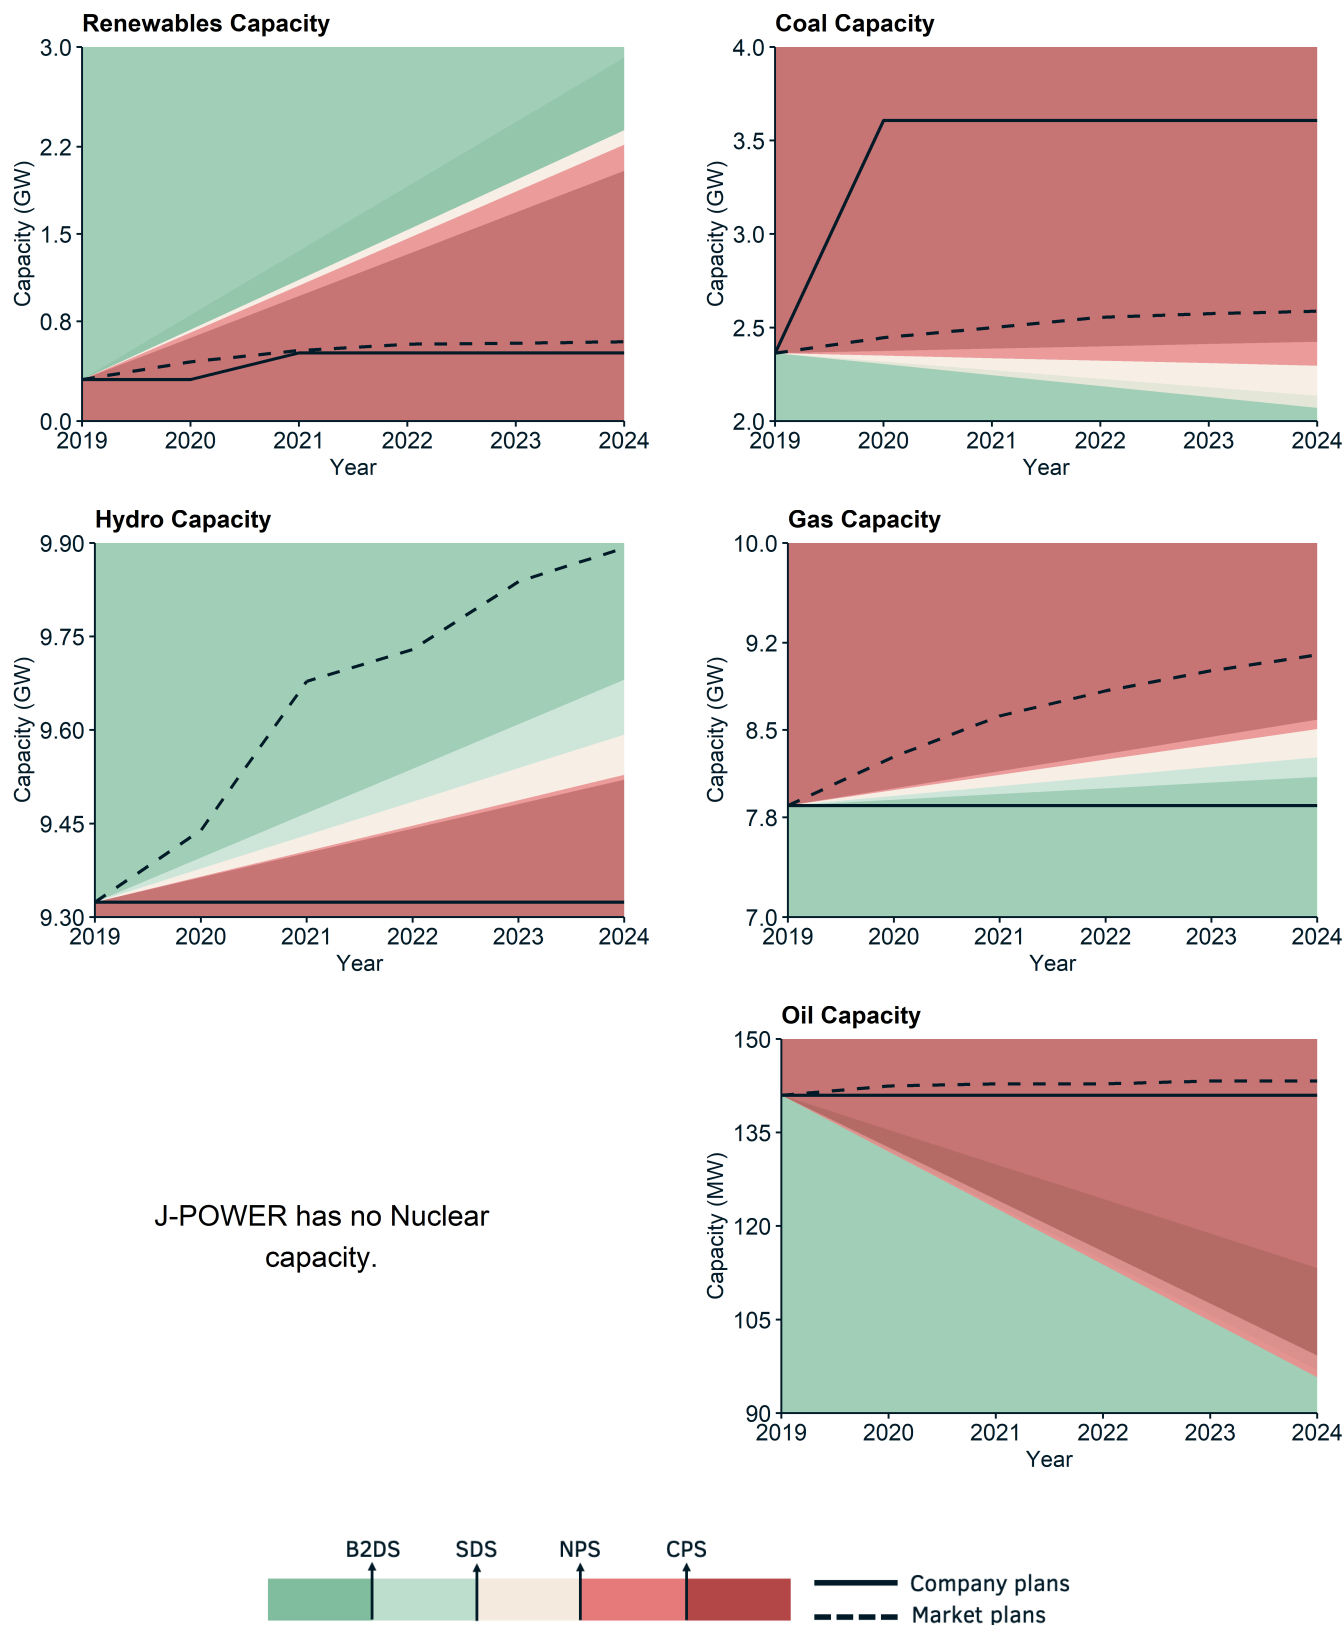 Renewables Capacity
3.0
2.2
1.5
0.8
0.0
Capacity (GW)
2019 2020 2021 2022 2023 2024
Year
Coal Capacity
4.0
3.5
3.0
2.5
2.0
Capacity (GW)
2019 2020 2021 2022 2023 2024
Year
Hydro Capacity
9.90
9.75
9.60
9.45
9.30
Capacity (GW)
2019 2020 2021 2022 2023 2024
Year
Gas Capacity
10.0
9.2
8.5
7.8
7.0
Capacity (GW)
2019 2020 2021 2022 2023 2024
Year
J-POWER has no Nuclear
capacity.
Oil Capacity
150
135
120
105
90
Capacity (MW)
2019 2020 2021 2022 2023 2024
Year
B2DS SDS NPS CPS
Company plans
Market plans